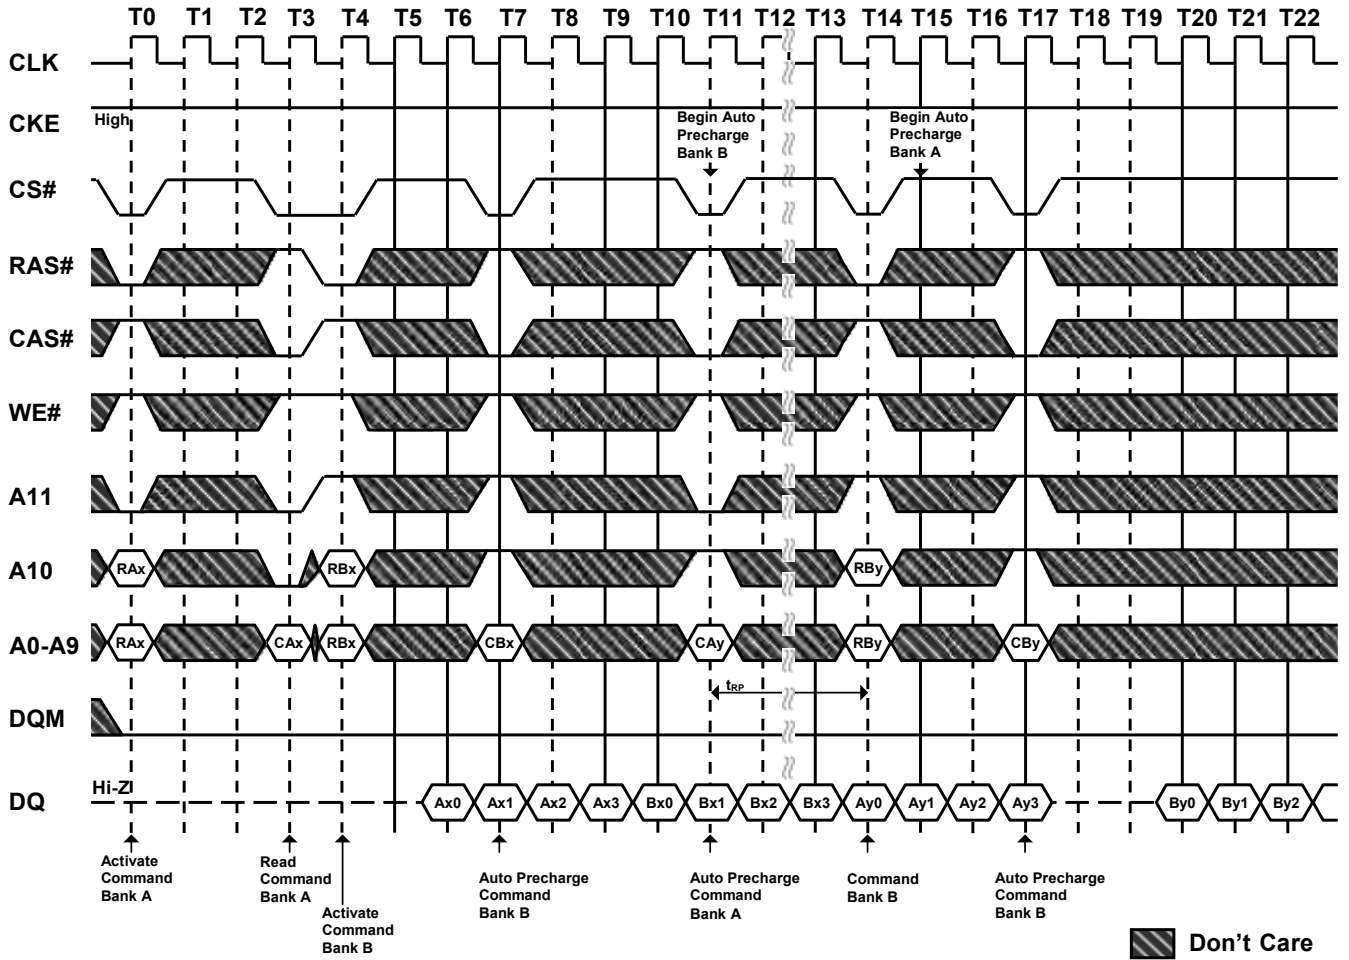 T0 T1 T2 T3 T4 T5 T6 T7 T8 T9 T10 T11 T12 T13 T14 T15 T16 T17 T18 T19 T20 T21 T22
CLK
CKE
High
Begin Auto
Precharge
Bank B
Begin Auto
Precharge
Bank A
CS#
RAS#
CAS#
WE#
A11
A10
RAx RBx RBy
A0-A9
RAx CAx RBx CBx CAy RBy CBy
tRP
DQM
Hi-Z
DQ
Ax0 Ax1 Ax2 Ax3 Bx0 Bx1 Bx2 Bx3 Ay0 Ay1 Ay2 Ay3 By0 By1 By2
Activate
Command
Bank A
Read
Command
Bank A
Activate
Command
Bank B
Auto Precharge
Command
Bank B
Auto Precharge
Command
Bank A
Command
Bank B
Auto Precharge
Command
Bank B
Don't Care